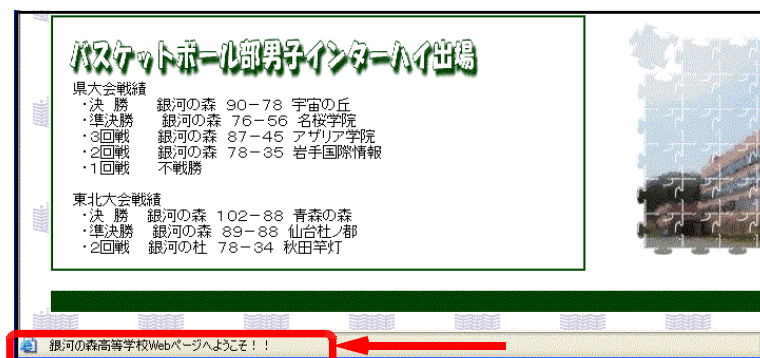 バスケットボール部男子インターハイ出場
県大会戦績
・決 勝 銀河の森 90-78 宇宙の丘
・準決勝 銀河の森 76-56 名桜学院
・3回戦 銀河の森 87-45 アザリア学院
・2回戦 銀河の森 78-35 岩手国際情報
・1回戦 不戦勝
東北大会戦績
・決 勝 銀河の森 102-88 青森の森
・準決勝 銀河の森 89-88 仙台杜ノ都
・2回戦 銀河の杜 78-34 秋田竿灯
銀河の森高等学校Webページへようこそ！！